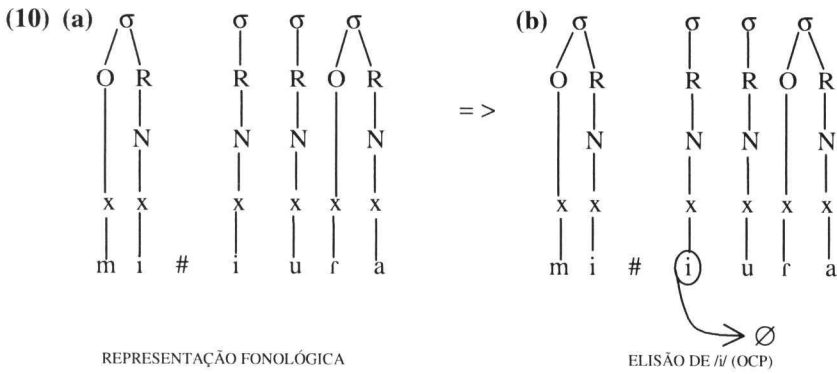 (10) (a) σ σ σ σ (b) σ σ σ σ
O R R R O R O R R R O R
= >
N N N N N N N N
x x x x x x x x x x x x
m i # i u ɾ a m i # i u ɾ a
∅
REPRESENTAÇÃO FONOLÓGICA ELISÃO DE /i/ (OCP)